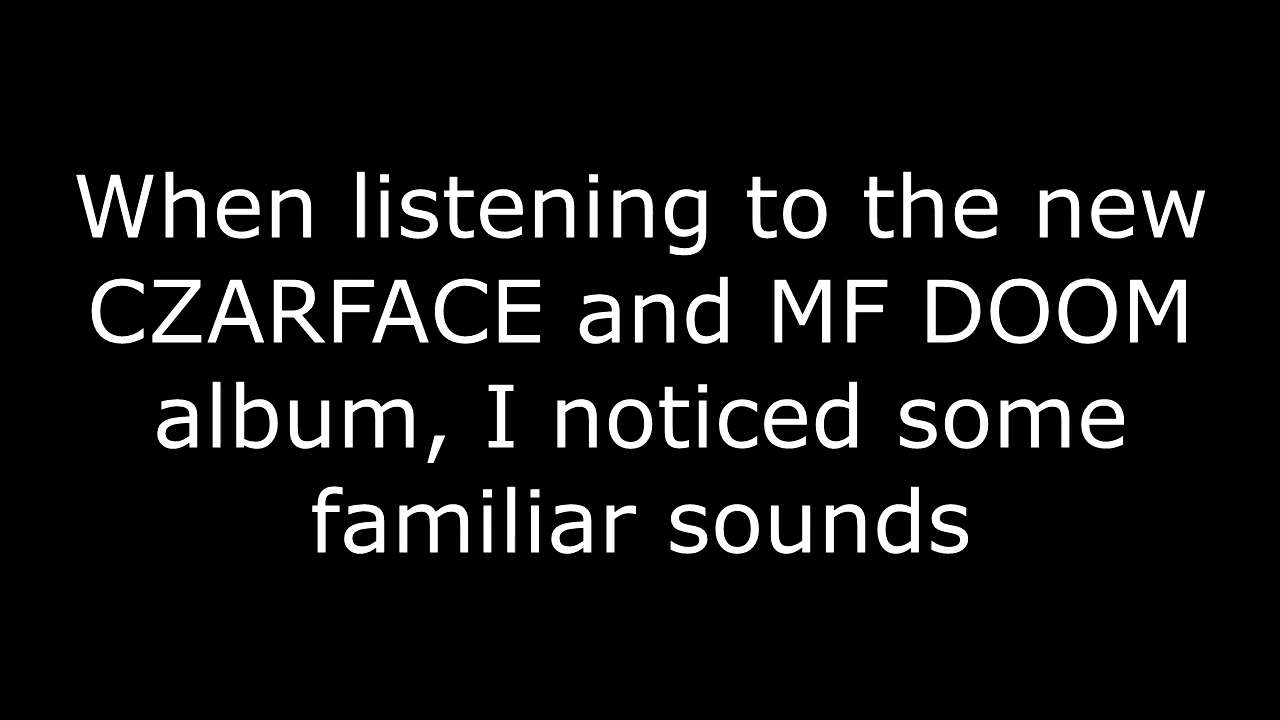 When listening to the new
CZARFACE and MF DOOM
album, I noticed some
familiar sounds